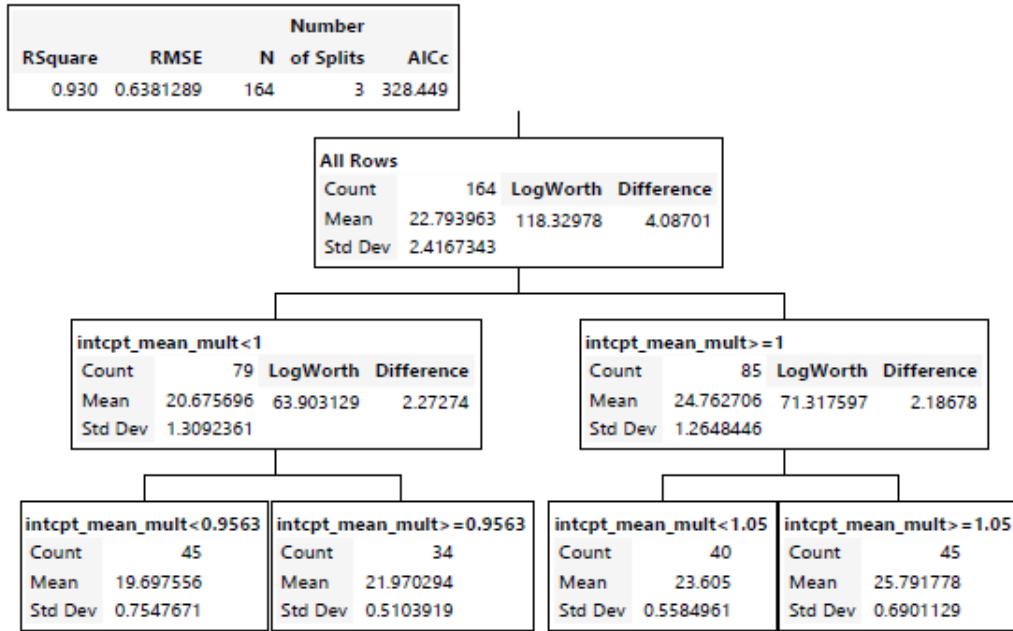 Number
RSquare RMSE N of Splits AICc
0.930 0.6381289 164 3 328.449
All Rows
Count 164 LogWorth Difference
Mean 22.793963 118.32978 4.08701
Std Dev 2.4167343
intcpt_mean_mult<1
Count 79 LogWorth Difference
Mean 20.675696 63.903129 2.27274
Std Dev 1.3092361
intcpt_mean_mult>=1
Count 85 LogWorth Difference
Mean 24.762706 71.317597 2.18678
Std Dev 1.2648446
intcpt_mean_mult<0.9563
Count 45
Mean 19.697556
Std Dev 0.7547671
intcpt_mean_mult>=0.9563
Count 34
Mean 21.970294
Std Dev 0.5103919
intcpt_mean_mult<1.05
Count 40
Mean 23.605
Std Dev 0.5584961
intcpt_mean_mult>=1.05
Count 45
Mean 25.791778
Std Dev 0.6901129